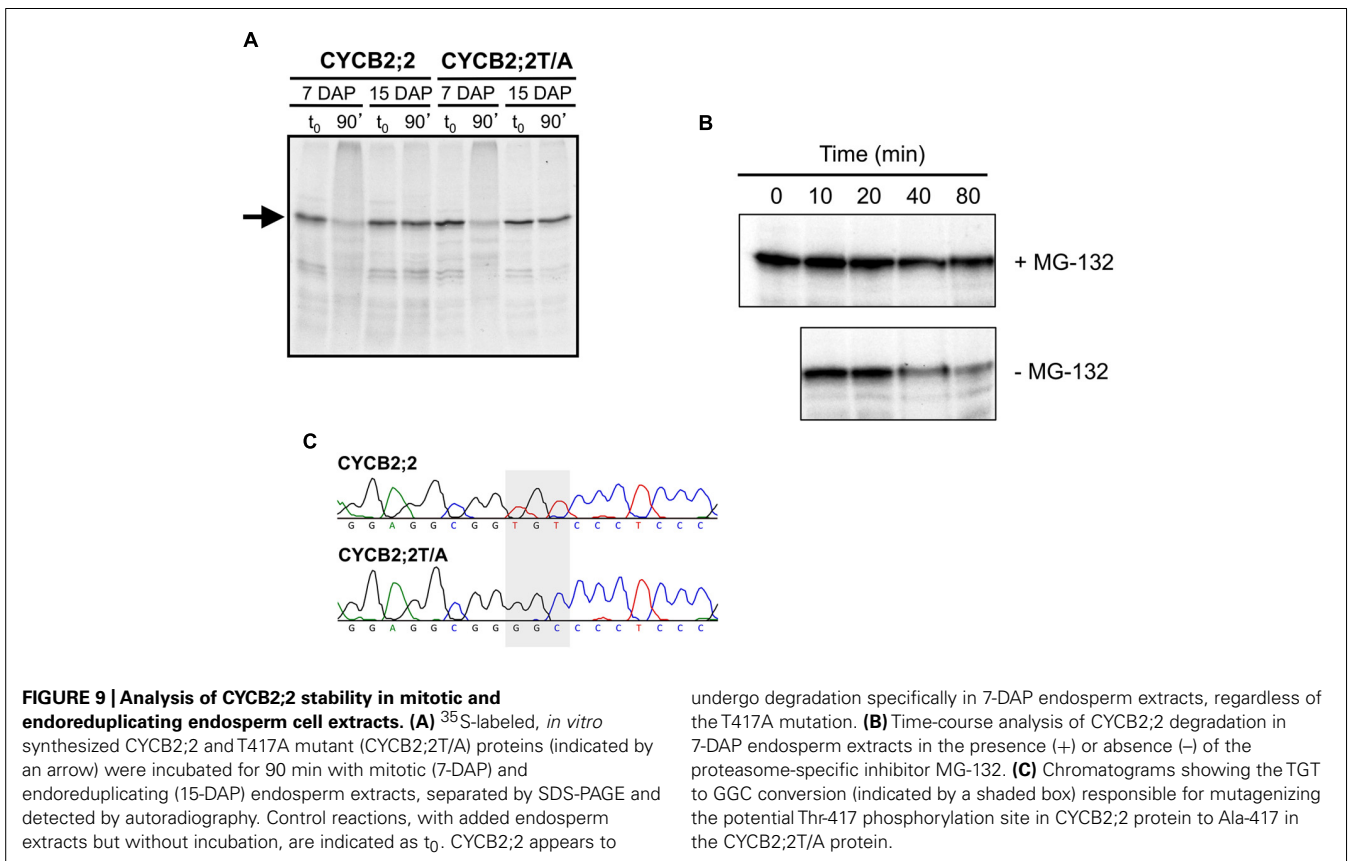 A
CYCB2;2 CYCB2;2T/A
7 DAP 15 DAP 7 DAP 15 DAP
t0 90’ t0 90’ t0 90’ t0 90’
B
Time (min)
0 10 20 40 80
+ MG-132
- MG-132
C
CYCB2;2
G G A G G C G G T G T C C C T C C C
CYCB2;2T/A
G G A G G C G G G G C C C C T C C C
FIGURE 9 | Analysis of CYCB2;2 stability in mitotic and
endoreduplicating endosperm cell extracts. (A) 35S-labeled, in vitro
synthesized CYCB2;2 and T417A mutant (CYCB2;2T/A) proteins (indicated by
an arrow) were incubated for 90 min with mitotic (7-DAP) and
endoreduplicating (15-DAP) endosperm extracts, separated by SDS-PAGE and
detected by autoradiography. Control reactions, with added endosperm
extracts but without incubation, are indicated as t0. CYCB2;2 appears to
undergo degradation specifically in 7-DAP endosperm extracts, regardless of
the T417A mutation. (B) Time-course analysis of CYCB2;2 degradation in
7-DAP endosperm extracts in the presence (+) or absence (–) of the
proteasome-specific inhibitor MG-132. (C) Chromatograms showing the TGT
to GGC conversion (indicated by a shaded box) responsible for mutagenizing
the potential Thr-417 phosphorylation site in CYCB2;2 protein to Ala-417 in
the CYCB2;2T/A protein.